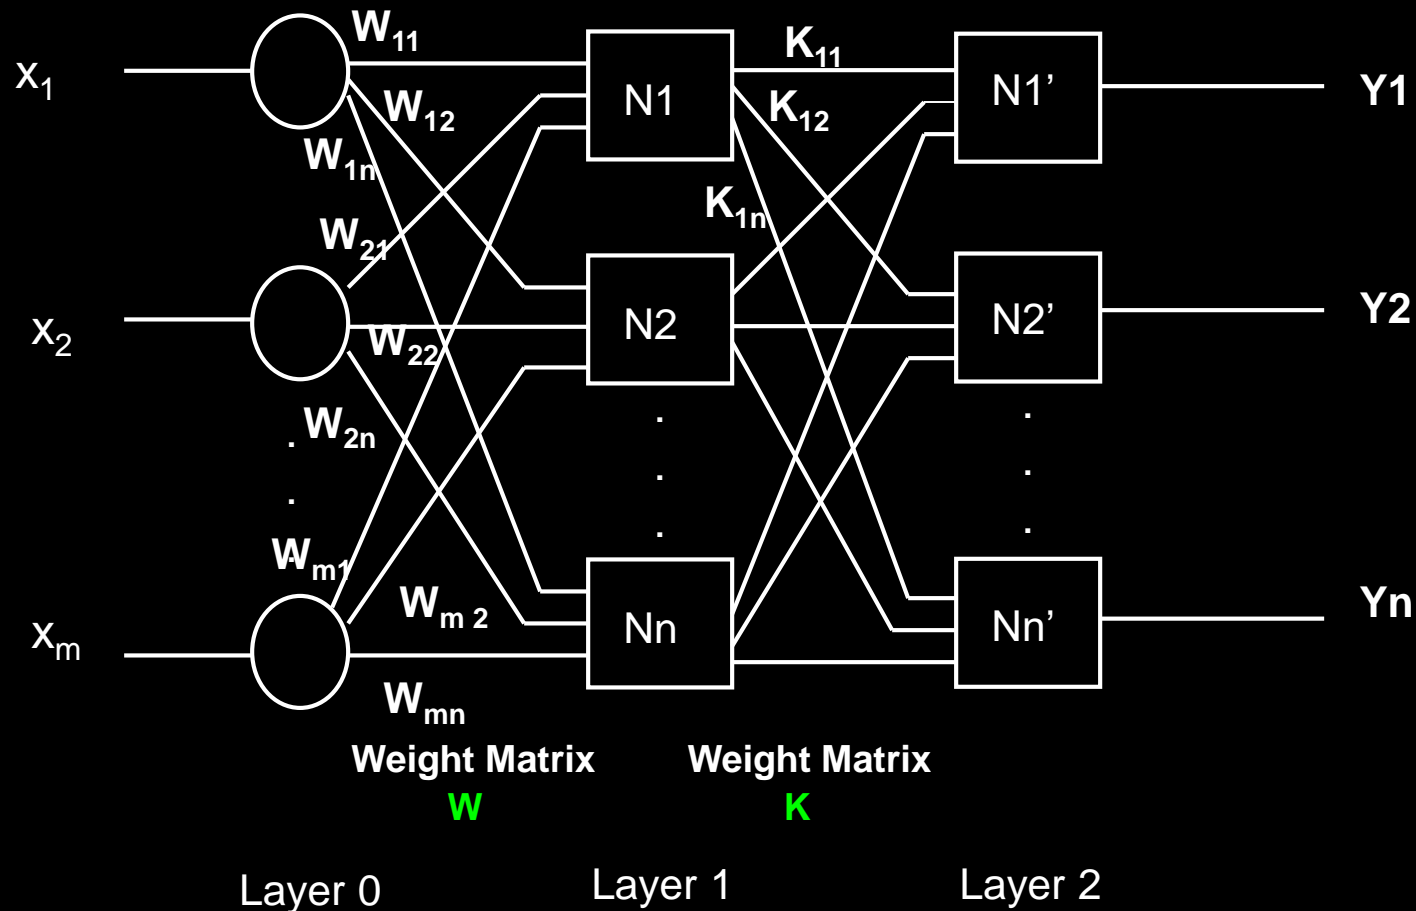 x1
W11
W12
W1n
N1
K11
K12
K1n
N1’
Y1
x2
W21
W22
W2n
N2
N2’
Y2
xm
Wm1
Wm 2
Wmn
Nn
Nn’
Yn
Weight Matrix
W
Weight Matrix
K
Layer 0
Layer 1
Layer 2